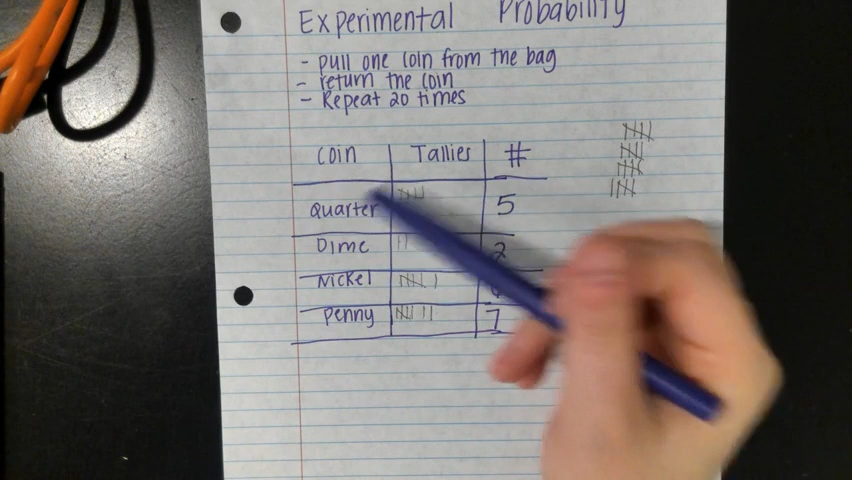 Experimental Probability
- pull one coin from the bag
- return the coin
- Repeat 20 times
Coin Tallies #
Quarter 5
Dime 2
Nickel
Penny 7